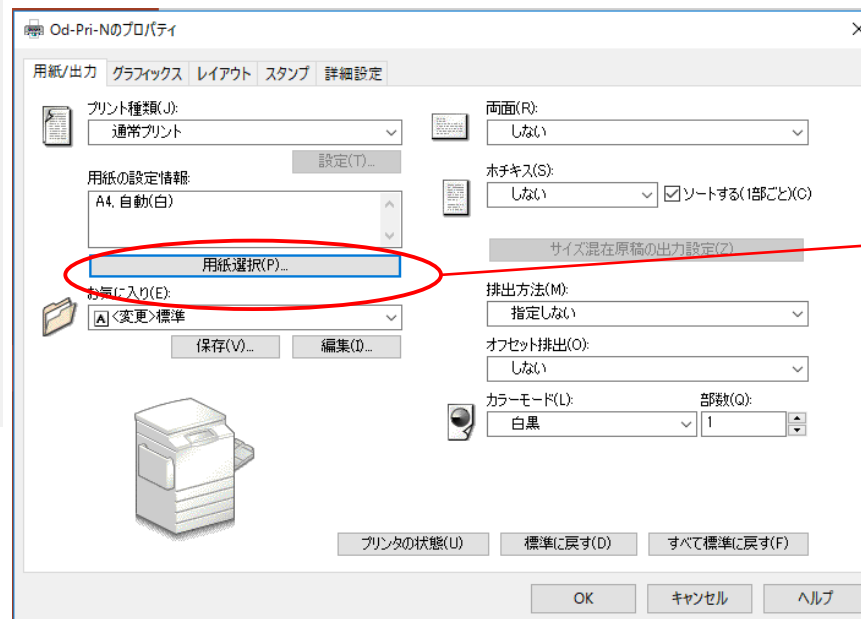 Od-Pri-Nのプロパティ
用紙/出力 グラフィックス レイアウト スタンプ 詳細設定
プリント種類(J):
通常プリント
設定(T)...
用紙の設定情報:
A4, 自動(白)
用紙選択(P)...
お気に入り(E):
A <変更>標準
保存(V)...
編集(I)...
両面(R):
しない
ホチキス(S):
しない
ソートする(1部ごと)(C)
サイズ混在原稿の出力設定(Z)...
排出方法(M):
指定しない
オフセット排出(O):
しない
カラーモード(L):
部数(Q):
白黒
1
プリンタの状態(U)
標準に戻す(D)
すべて標準に戻す(F)
OK
キャンセル
ヘルプ